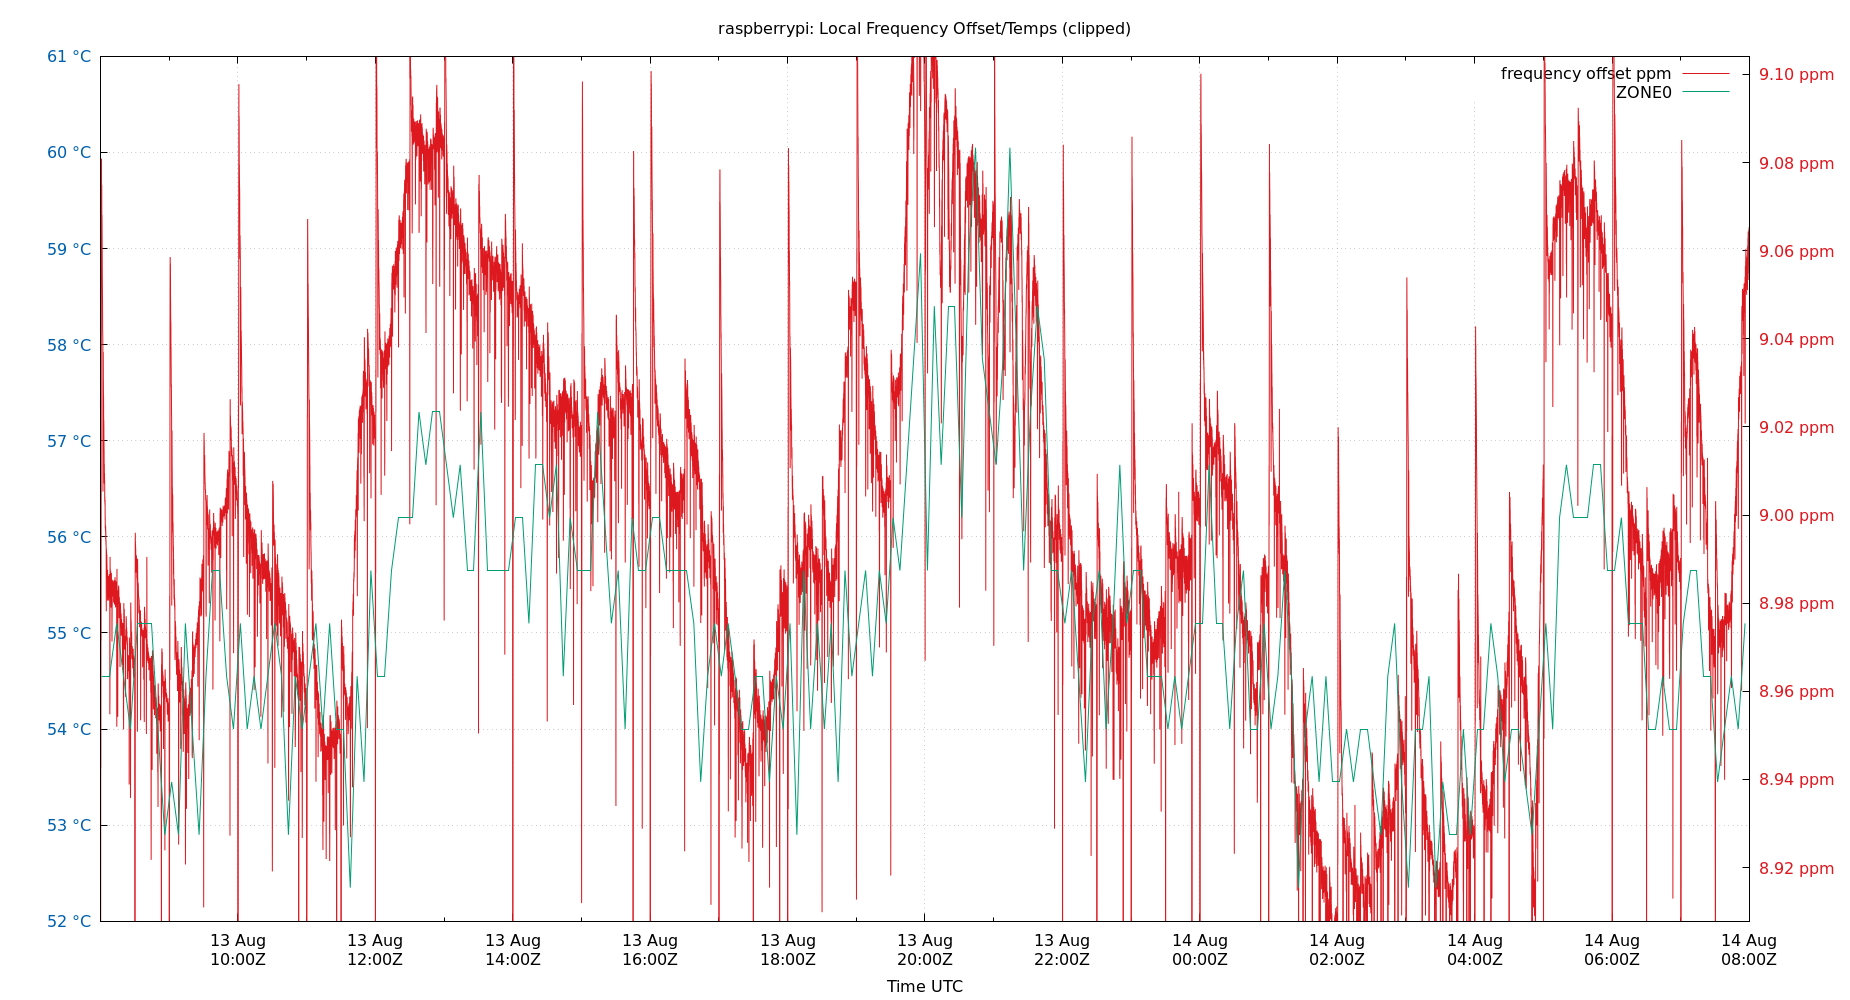 raspberrypi: Local Frequency Offset/Temps (clipped)
61 °C
60 °C
59 °C
58 °C
57 °C
56 °C
55 °C
54 °C
53 °C
52 °C
frequency offset ppm
ZONE0
9.10 ppm
9.08 ppm
9.06 ppm
9.04 ppm
9.02 ppm
9.00 ppm
8.98 ppm
8.96 ppm
8.94 ppm
8.92 ppm
13 Aug 13 Aug 13 Aug 13 Aug 13 Aug 13 Aug 13 Aug 14 Aug 14 Aug 14 Aug 14 Aug 14 Aug
10:00Z 12:00Z 14:00Z 16:00Z 18:00Z 20:00Z 22:00Z 00:00Z 02:00Z 04:00Z 06:00Z 08:00Z
Time UTC